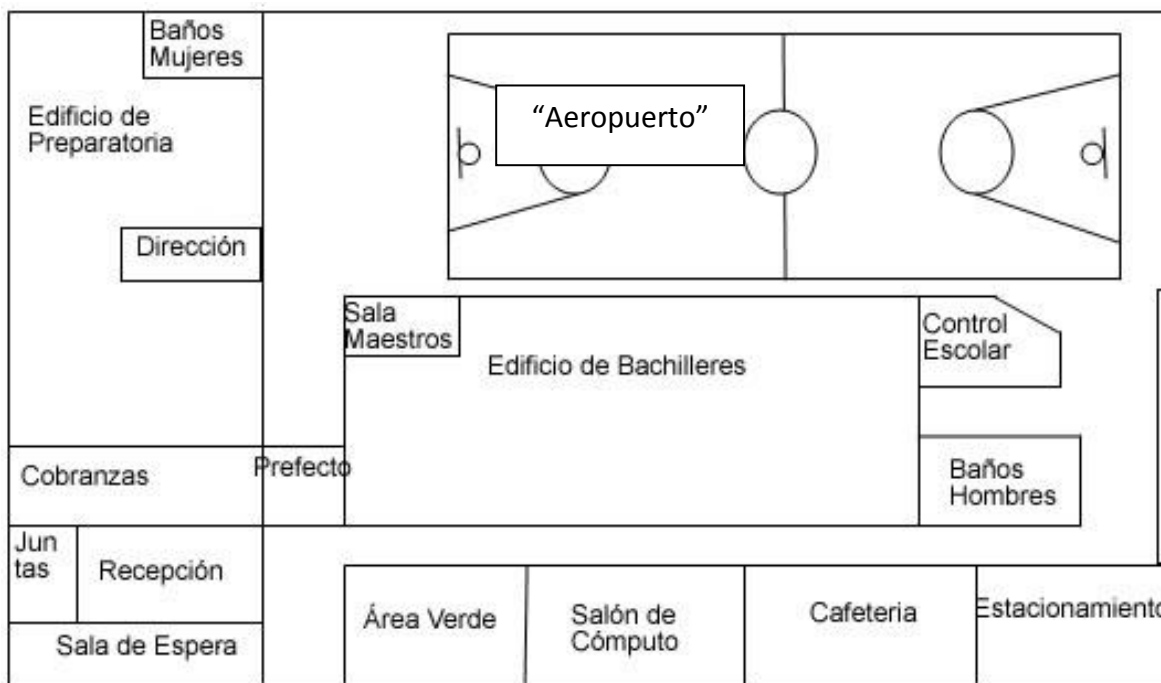 Baños
Mujeres
“Aeropuerto”
Edificio de
Preparatoria
Dirección
Sala
Maestros
Edificio de Bachilleres
Control
Escolar
Cobranzas
Prefecto
Baños
Hombres
Jun
tas
Recepción
Sala de Espera
Área Verde
Salón de
Cómputo
Cafeteria
Estacionamiento